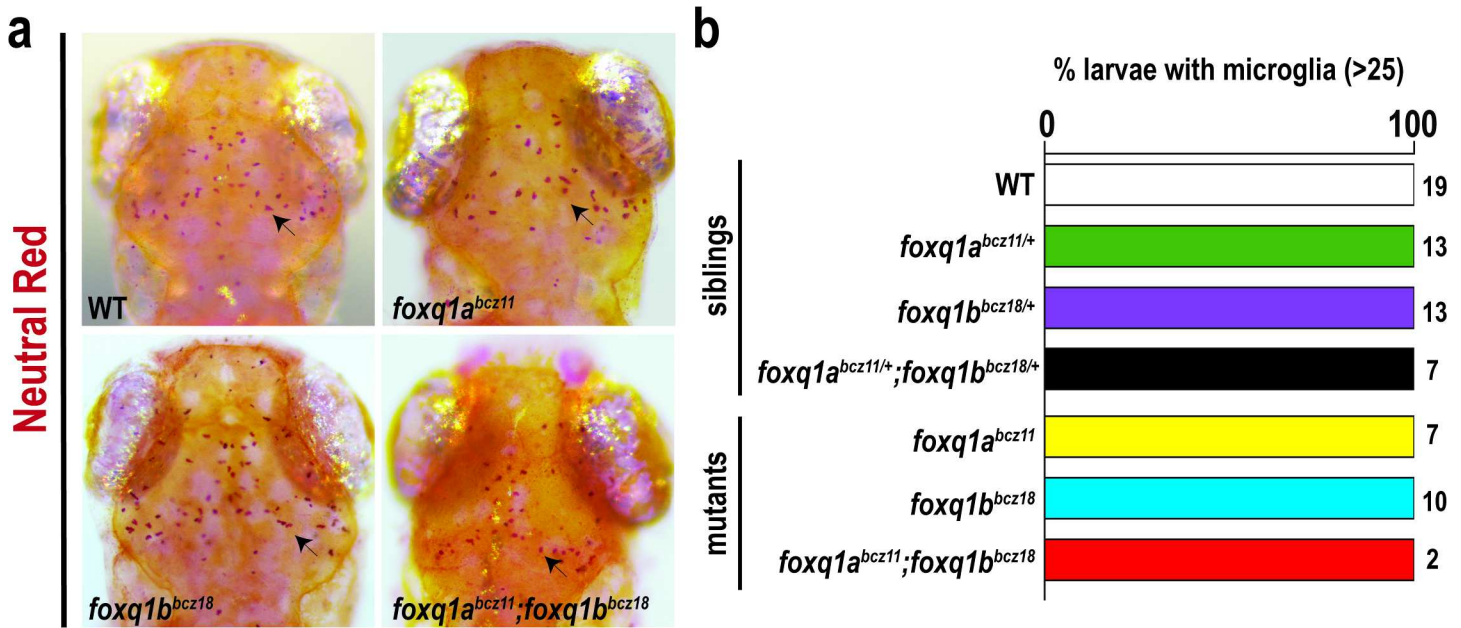 a
Neutral Red
WT
foxq1a^bcz11
foxq1b^bcz18
foxq1a^bcz11;foxq1b^bcz18
b
% larvae with microglia (>25)
0 100
siblings
WT 19
foxq1a^bcz11/+ 13
foxq1b^bcz18/+ 13
foxq1a^bcz11/+;foxq1b^bcz18/+ 7
mutants
foxq1a^bcz11 7
foxq1b^bcz18 10
foxq1a^bcz11;foxq1b^bcz18 2